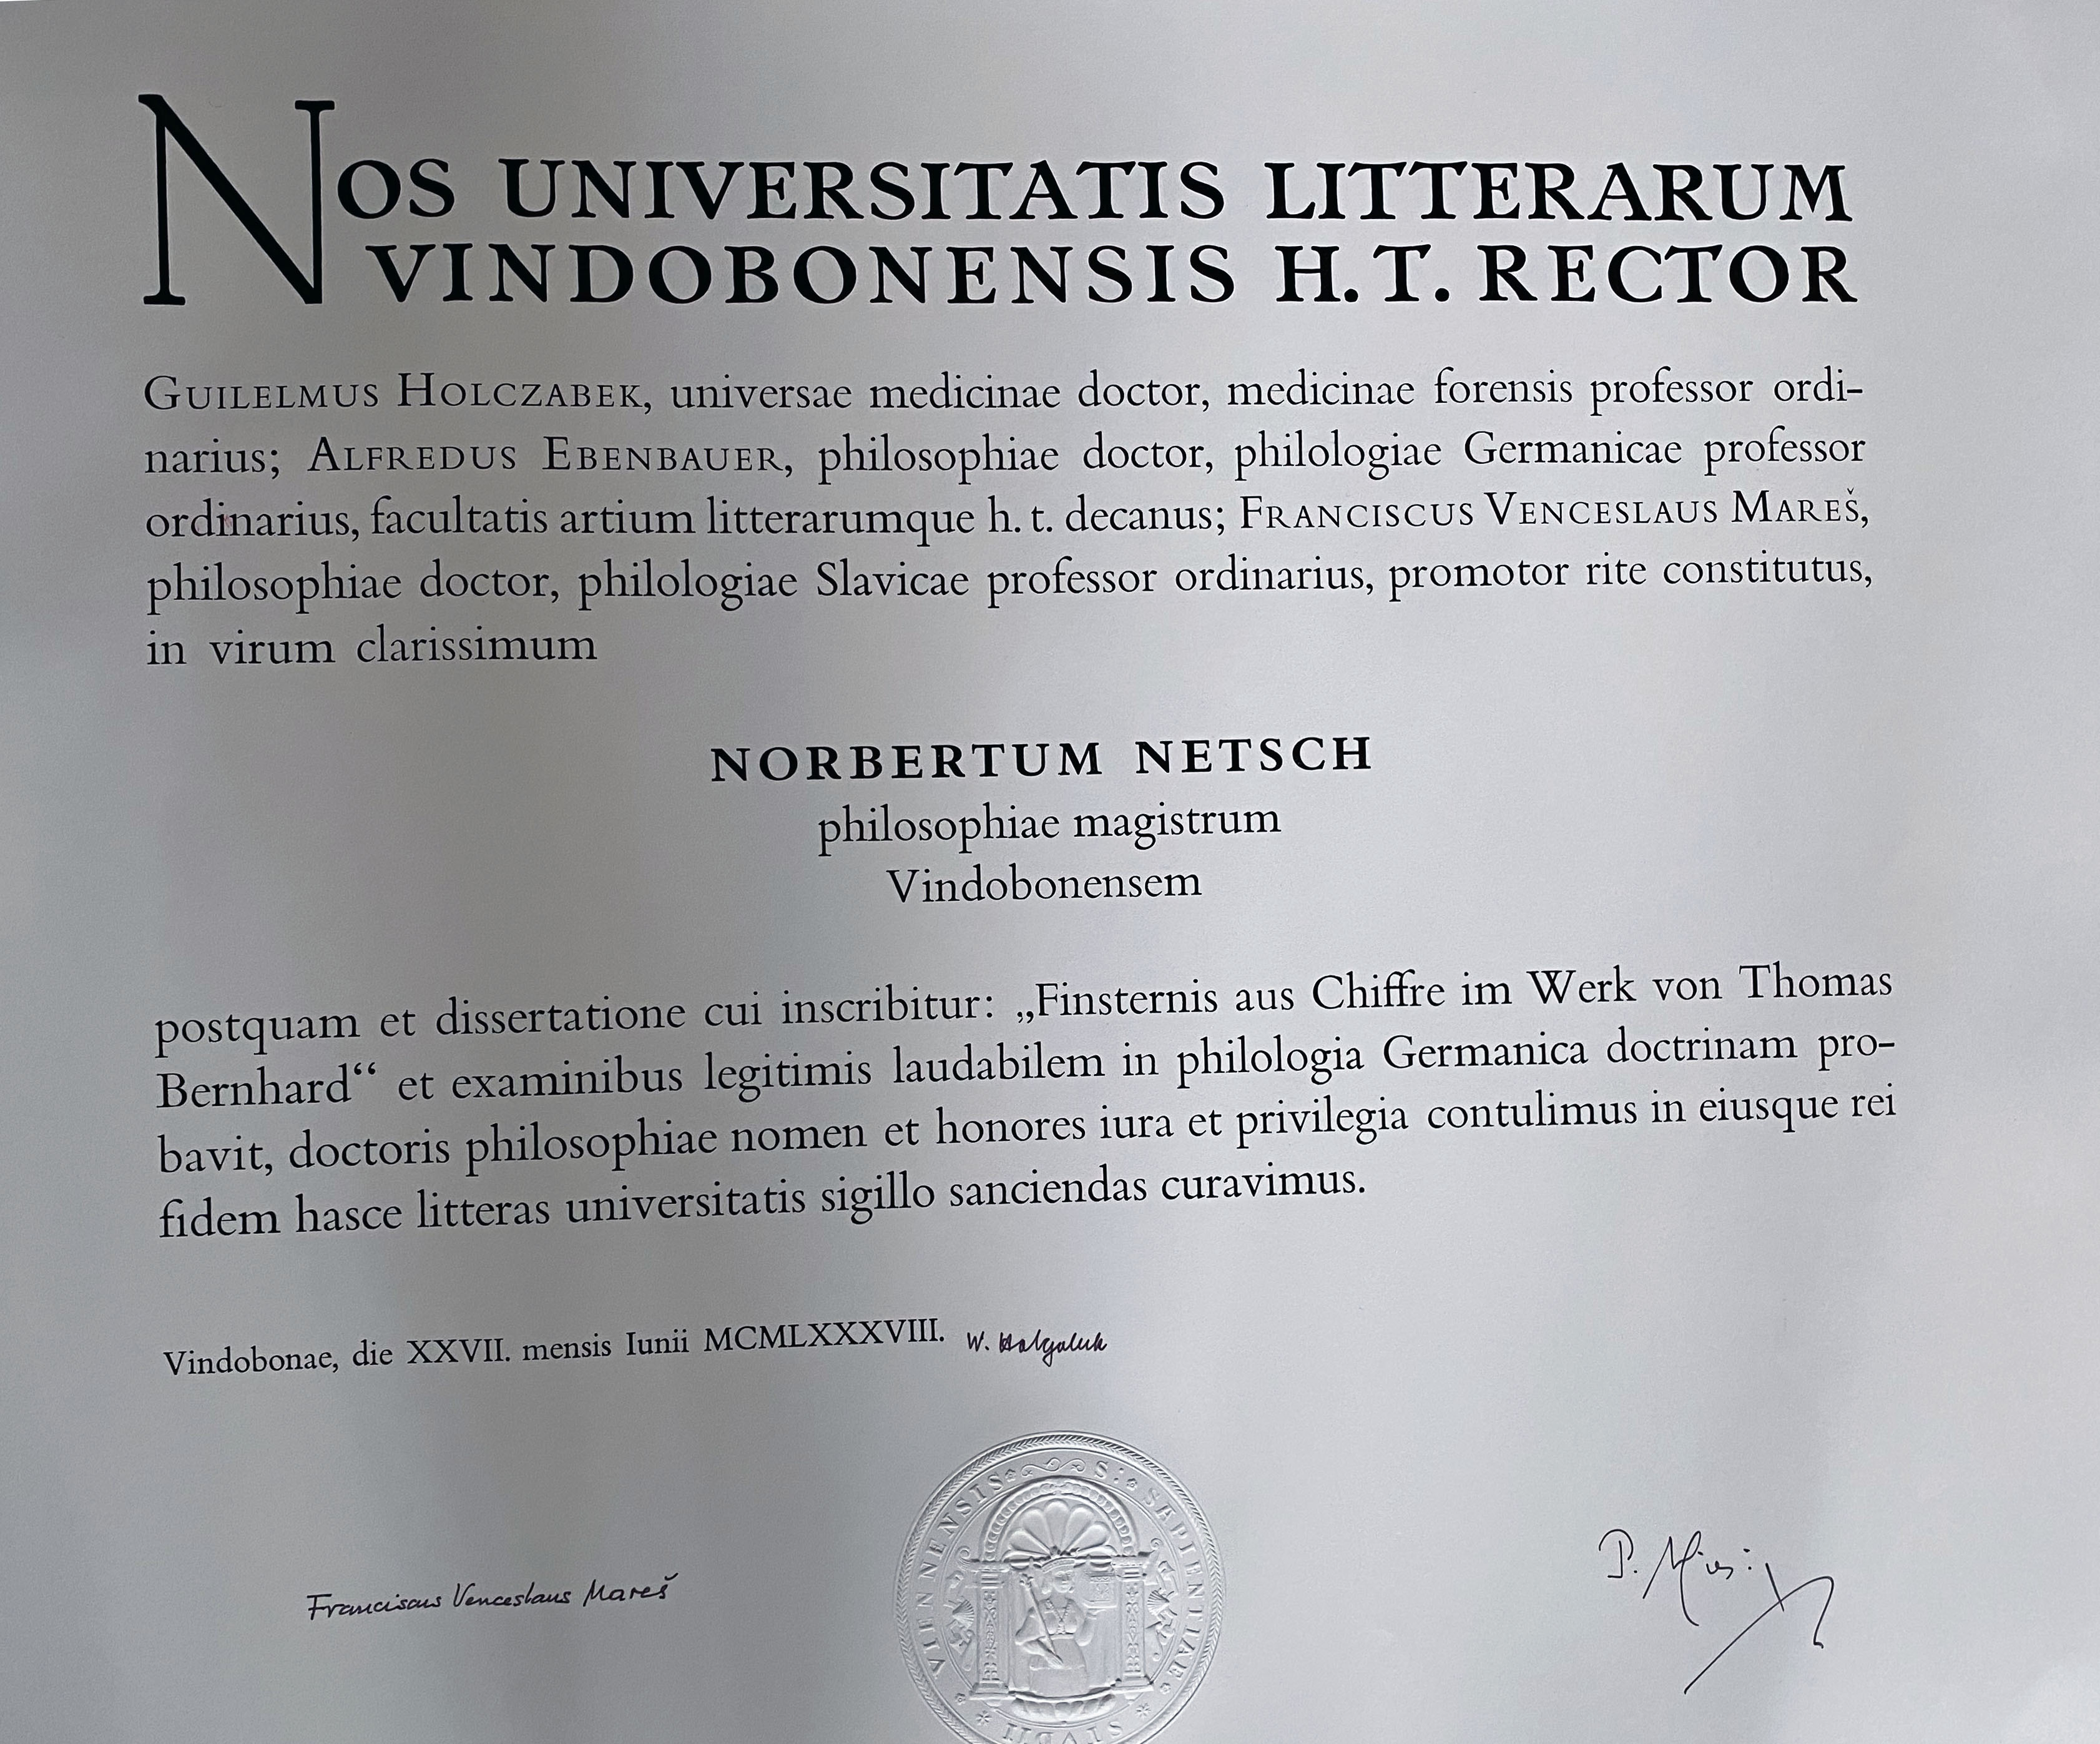 NOS UNIVERSITATIS LITTERARUM
VINDOBONENSIS H.T. RECTOR
GUILELMUS HOLCZABEK, universae medicinae doctor, medicinae forensis professor ordi-
narius; ALFREDUS EBENBAUER, philosophiae doctor, philologiae Germanicae professor
ordinarius, facultatis artium litterarumque h. t. decanus; FRANCISCUS VENCESLAUS MAREŠ,
philosophiae doctor, philologiae Slavicae professor ordinarius, promotor rite constitutus,
in virum clarissimum
NORBERTUM NETSCH
philosophiae magistrum
Vindobonensem
postquam et dissertatione cui inscribitur: „Finsternis aus Chiffre im Werk von Thomas
Bernhard“ et examinibus legitimis laudabilem in philologia Germanica doctrinam pro-
bavit, doctoris philosophiae nomen et honores iura et privilegia contulimus in eiusque rei
fidem hasce litteras universitatis sigillo sanciendas curavimus.
Vindobonae, die XXVII. mensis Iunii MCMLXXXVIII. W.
S: SAPIENTIAE STVDII VIENNENSIS
Franciscus Venceslaus Mareš
P.